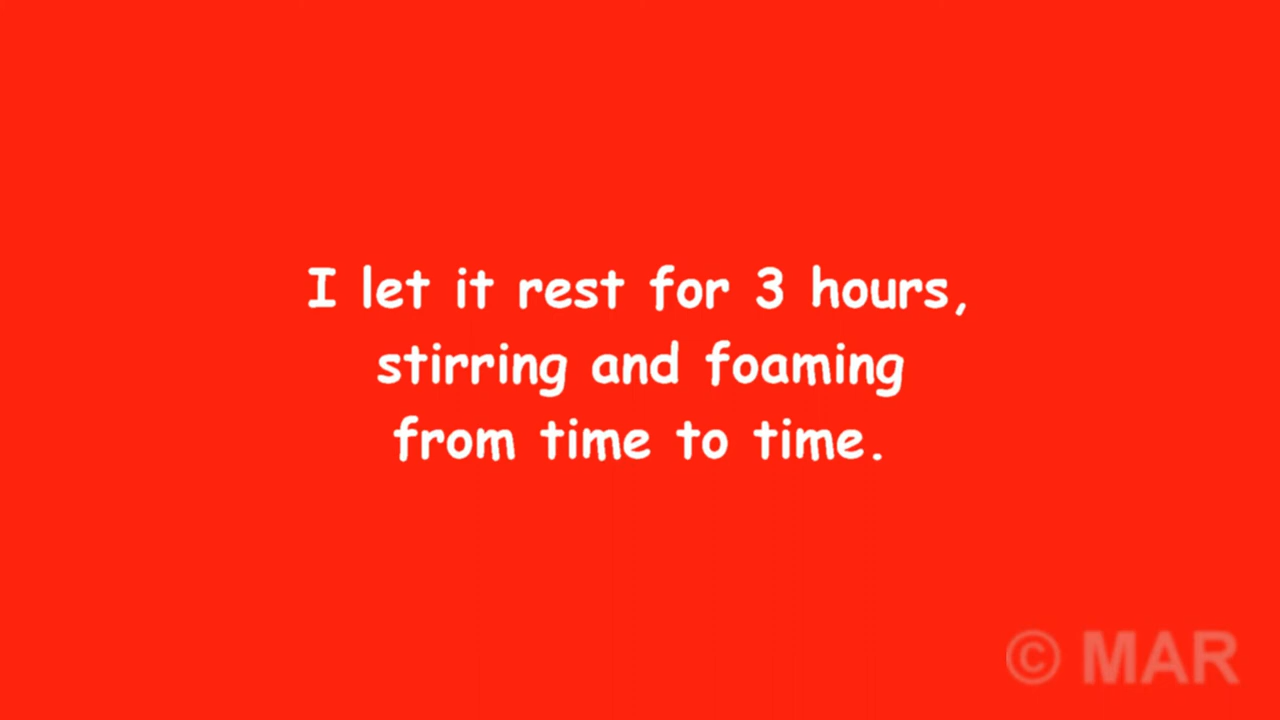 I let it rest for 3 hours,
stirring and foaming
from time to time.
© MAR